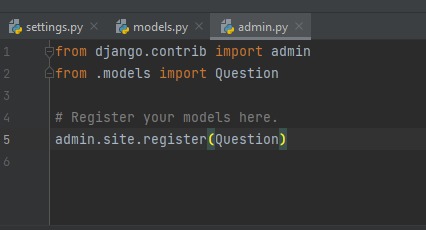 settings.py models.py admin.py
1 from django.contrib import admin
2 from .models import Question
3
4 # Register your models here.
5 admin.site.register(Question)
6